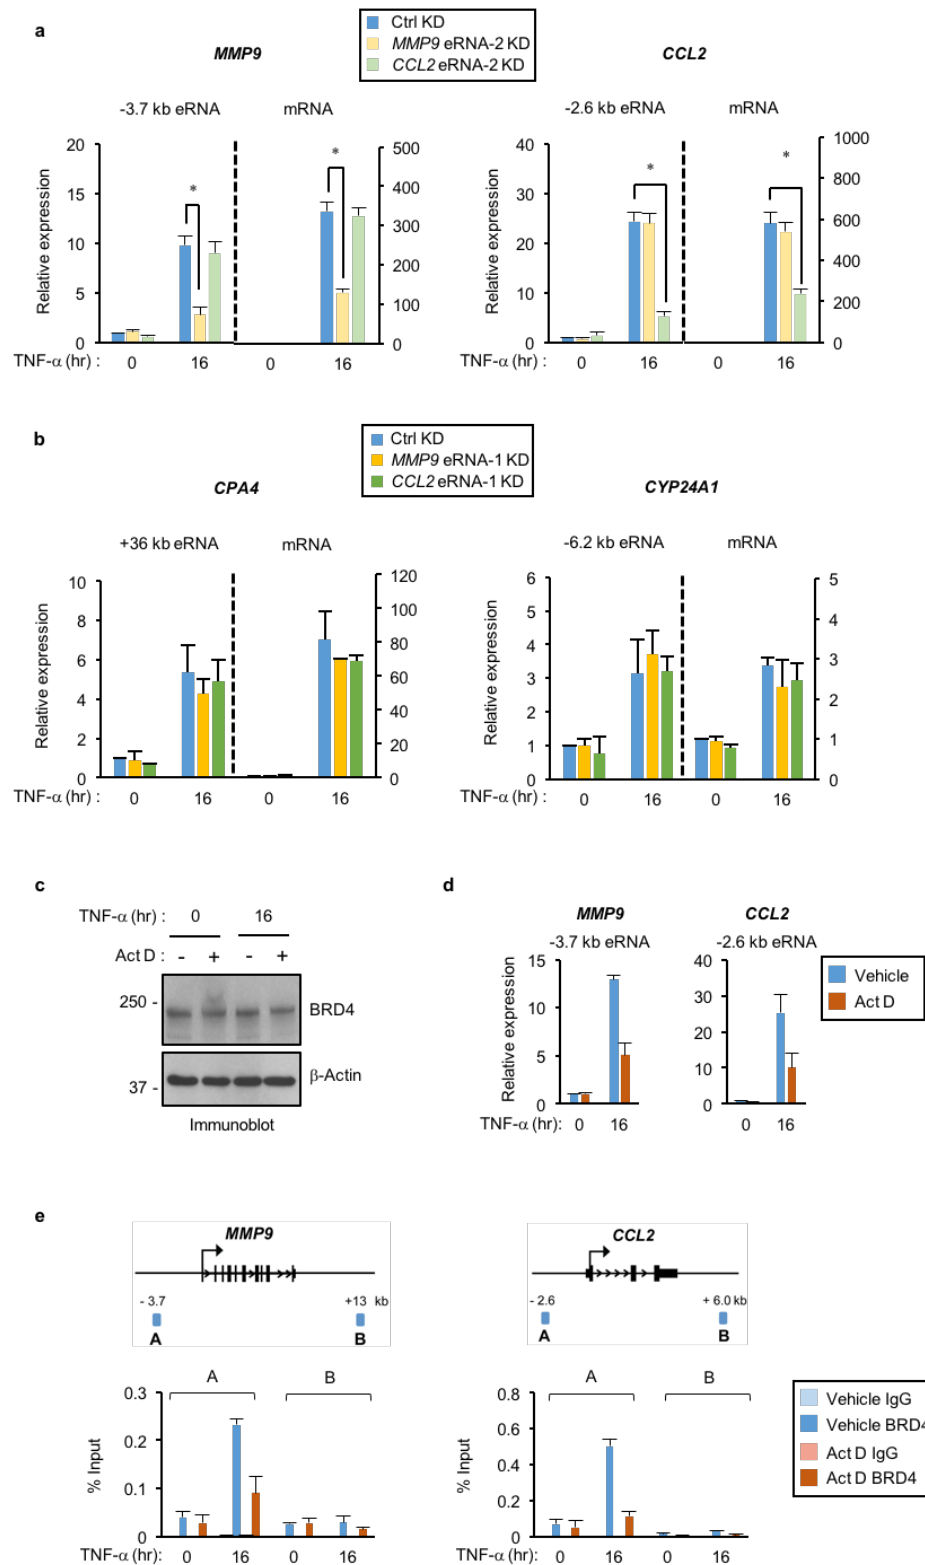 a
Ctrl KD
MMP9 eRNA-2 KD
CCL2 eRNA-2 KD
MMP9
CCL2
-3.7 kb eRNA
mRNA
-2.6 kb eRNA
mRNA
Relative expression
20
15
10
5
0
500
400
300
200
100
0
*
*
TNF-α (hr) :
0
16
0
16
Relative expression
40
30
20
10
0
1000
800
600
400
200
0
*
*
TNF-α (hr) :
0
16
0
16
b
Ctrl KD
MMP9 eRNA-1 KD
CCL2 eRNA-1 KD
CPA4
CYP24A1
+36 kb eRNA
mRNA
-6.2 kb eRNA
mRNA
Relative expression
10
8
6
4
2
0
120
100
80
60
40
20
0
TNF-α (hr) :
0
16
0
16
Relative expression
6
5
4
3
2
1
0
5
4
3
2
1
0
TNF-α (hr) :
0
16
0
16
c
TNF-α (hr) :
0
16
Act D :
-
+
-
+
250 -
BRD4
37 -
β-Actin
Immunoblot
d
MMP9
CCL2
-3.7 kb eRNA
-2.6 kb eRNA
Vehicle
Act D
Relative expression
15
10
5
0
TNF-α (hr):
0
16
40
30
20
10
0
0
16
e
MMP9
- 3.7
+13 kb
A
B
CCL2
- 2.6
+ 6.0 kb
A
B
A
B
% Input
0.3
0.2
0.1
0
TNF-α (hr):
0
16
0
16
A
B
% Input
0.8
0.6
0.4
0.2
0
TNF-α (hr):
0
16
0
16
Vehicle IgG
Vehicle BRD4
Act D IgG
Act D BRD4